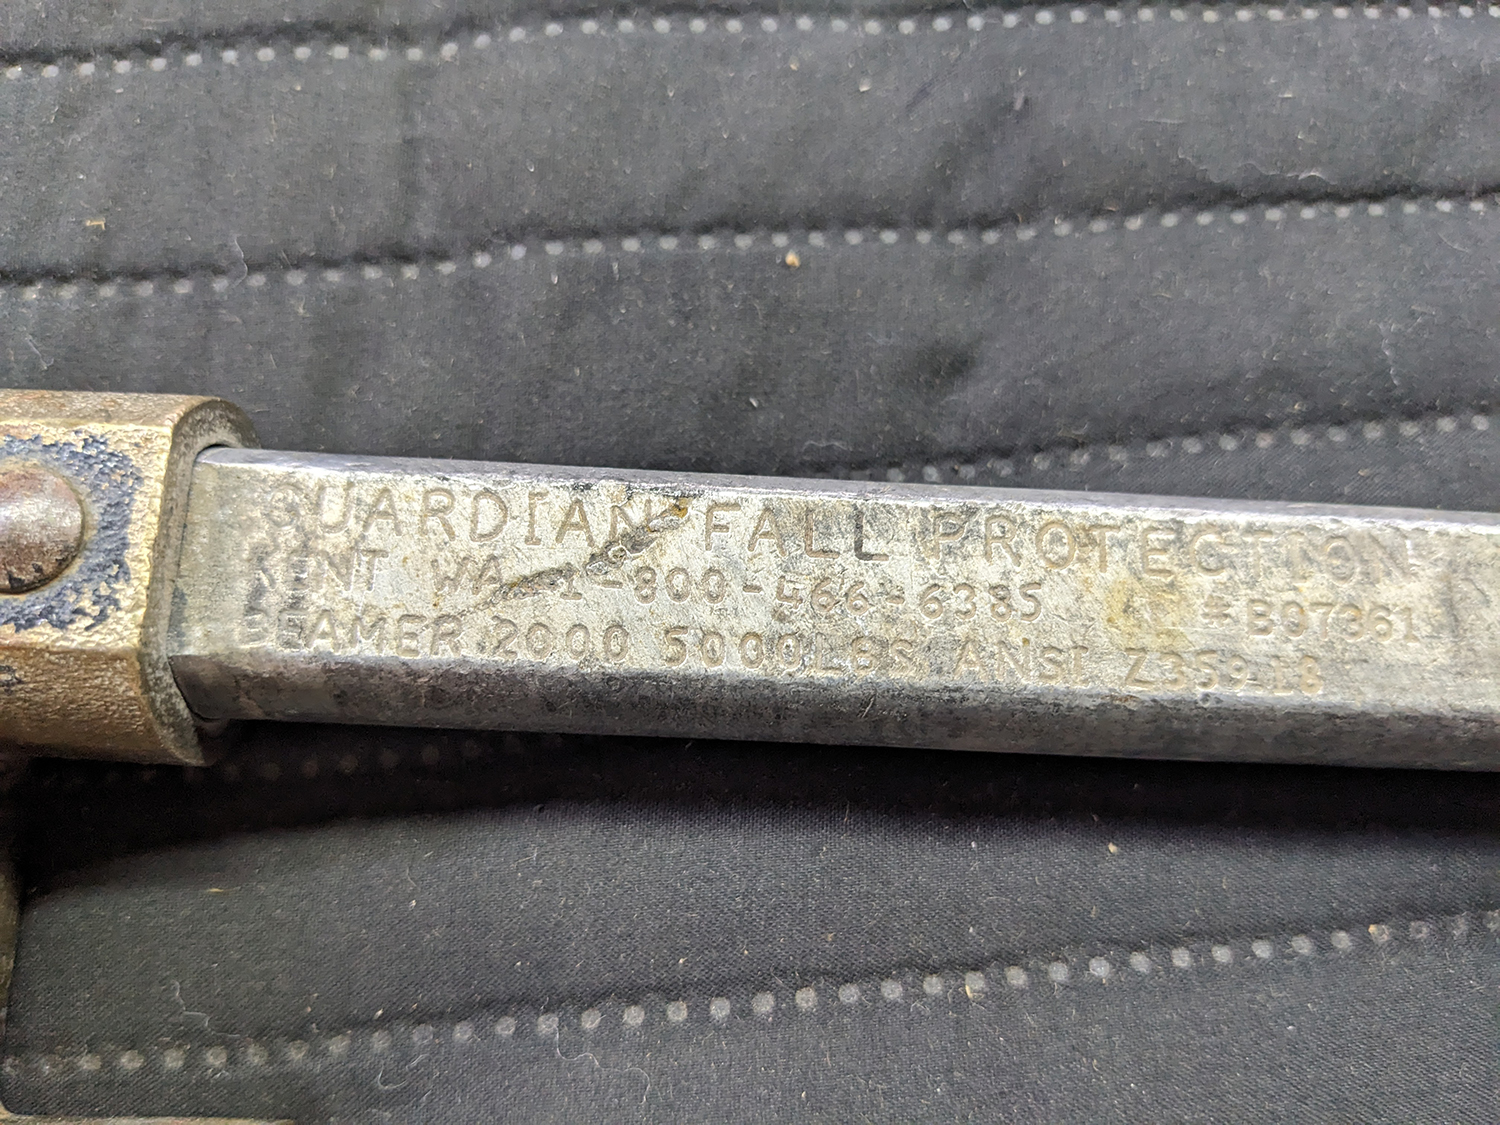 GUARDIAN FALL PROTECTION
KENT WA. 1-800-566-6385 # B07361
BEAMER 2000 5000LBS. ANSI Z359.18